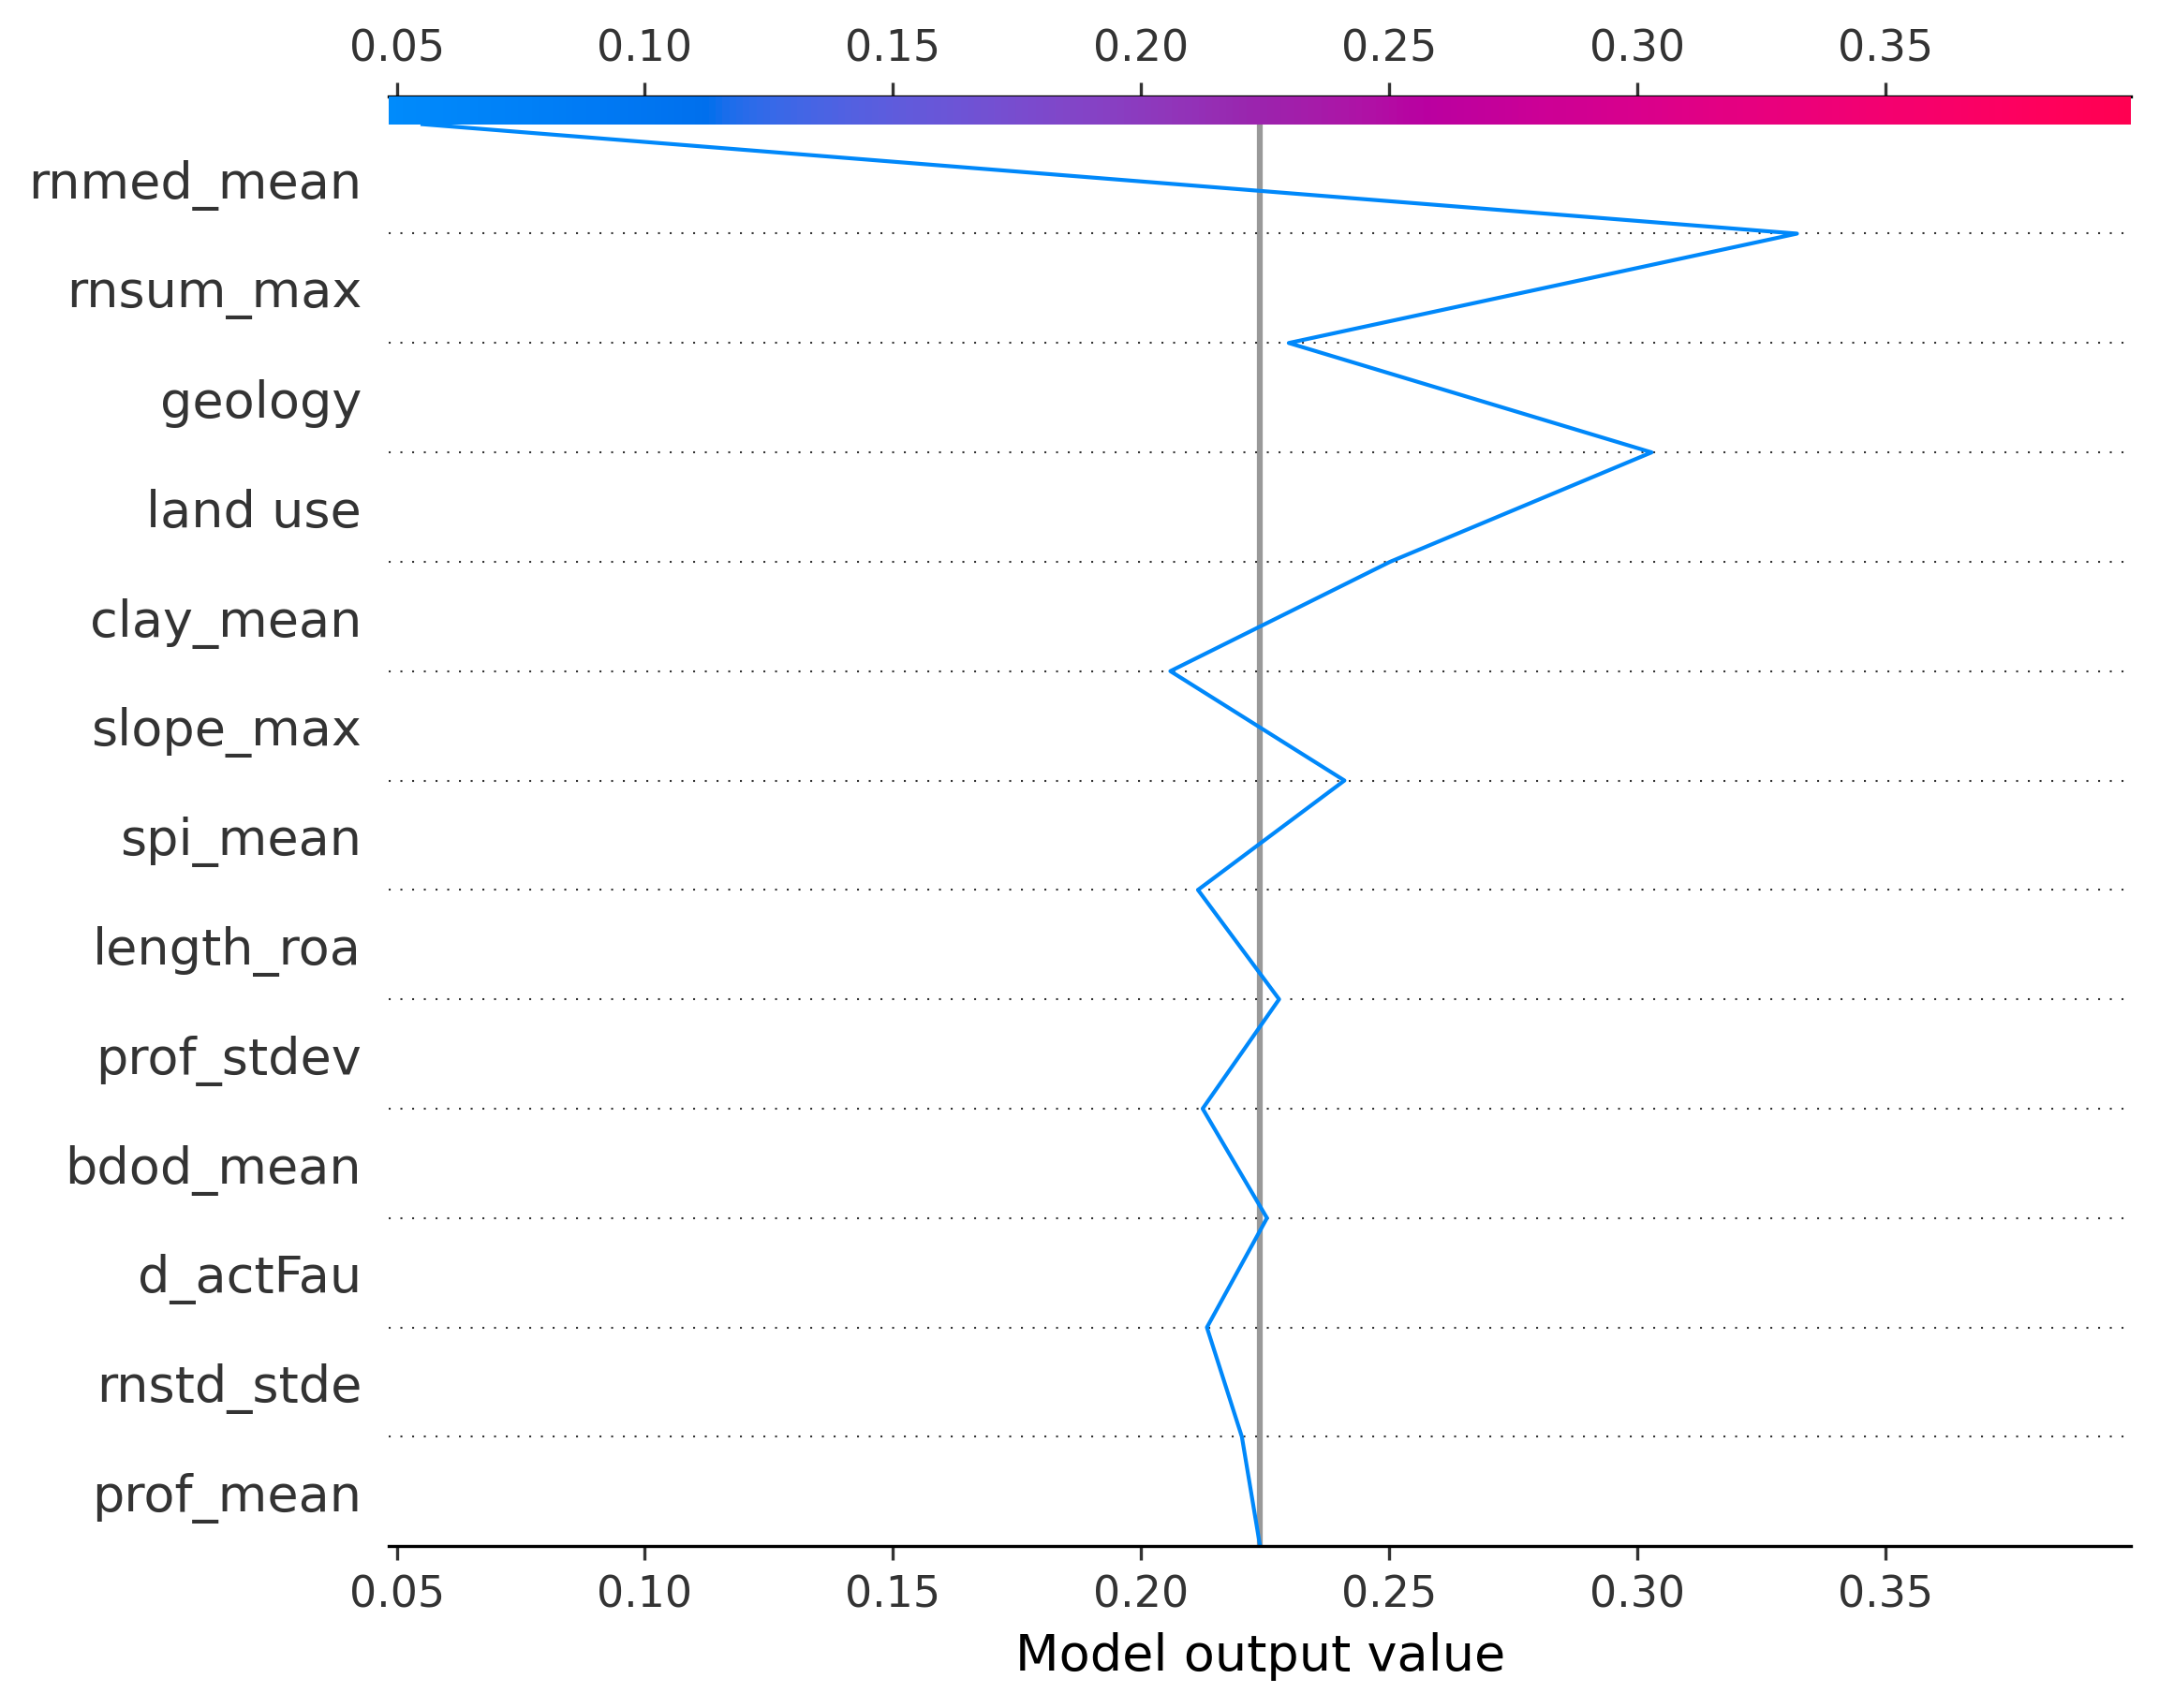 0.05 0.10 0.15 0.20 0.25 0.30 0.35
rnmed_mean
rnsum_max
geology
land use
clay_mean
slope_max
spi_mean
length_roa
prof_stdev
bdod_mean
d_actFau
rnstd_stde
prof_mean
0.05 0.10 0.15 0.20 0.25 0.30 0.35
Model output value